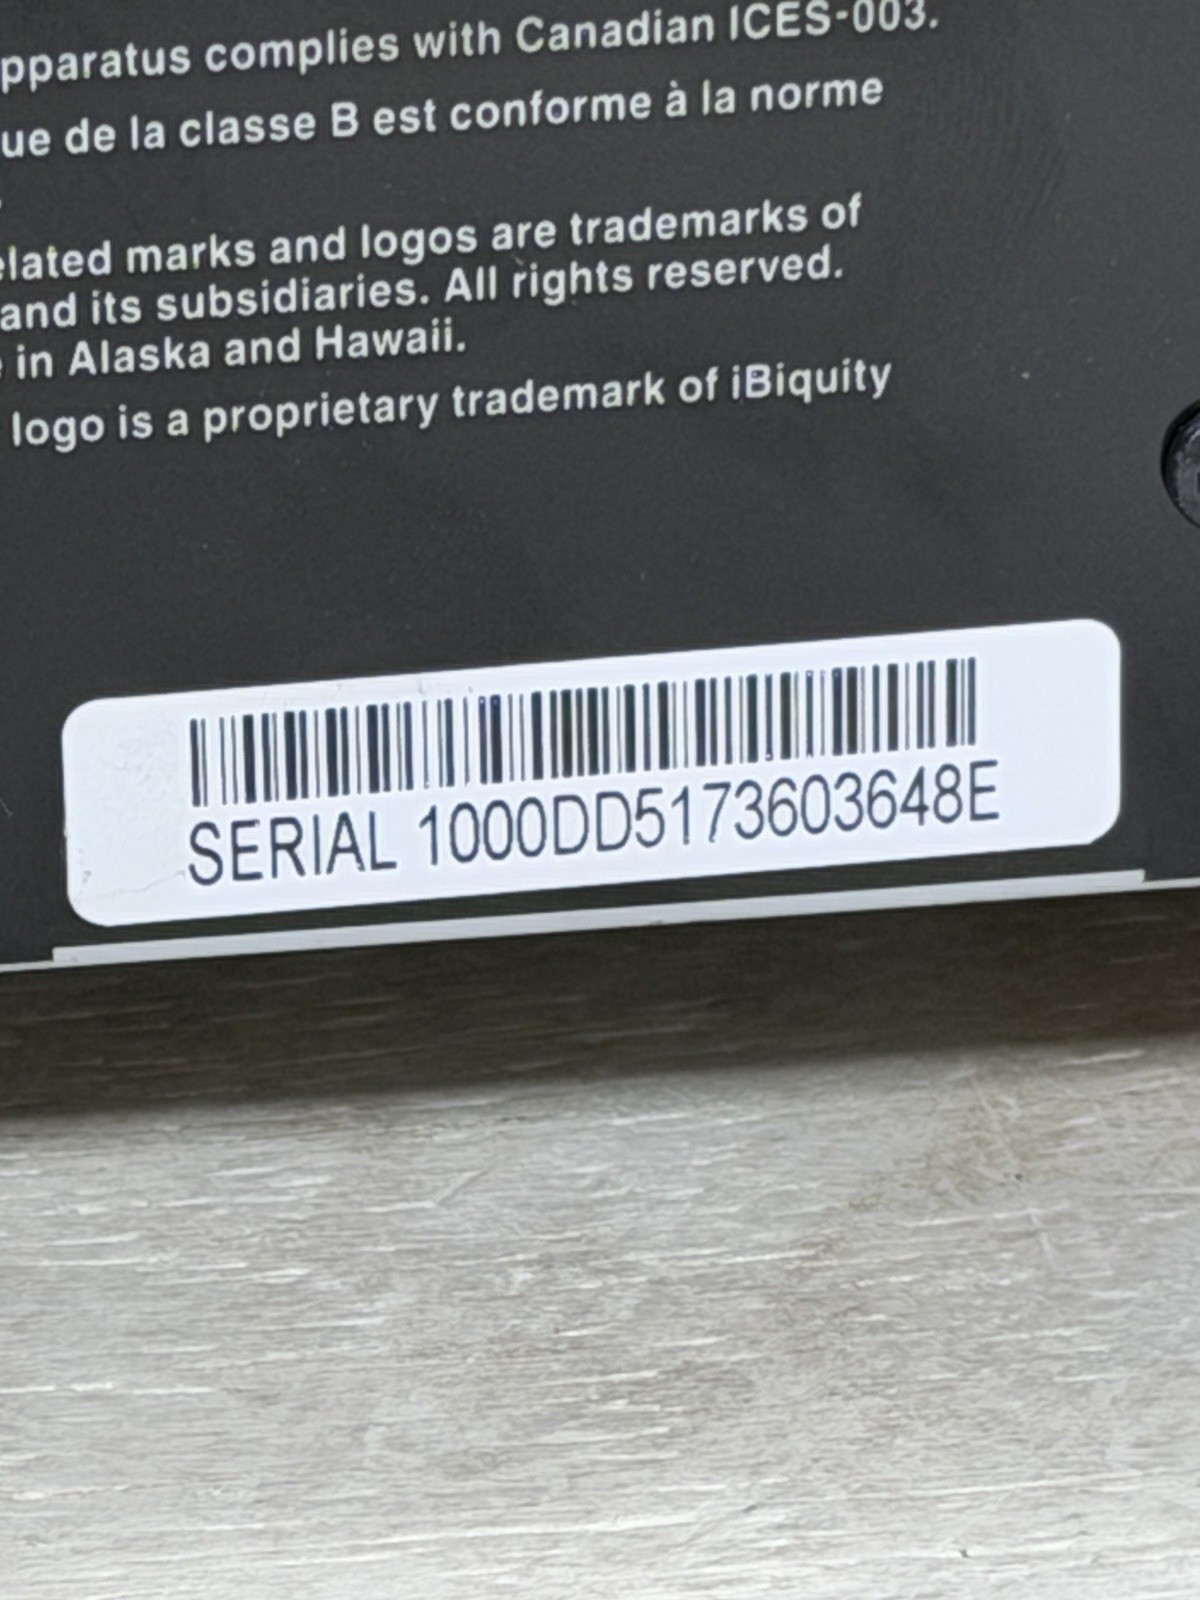 pparatus complies with Canadian ICES-003.
ue de la classe B est conforme à la norme
elated marks and logos are trademarks of
and its subsidiaries. All rights reserved.
e in Alaska and Hawaii.
logo is a proprietary trademark of iBiquity
SERIAL 1000DD5173603648E